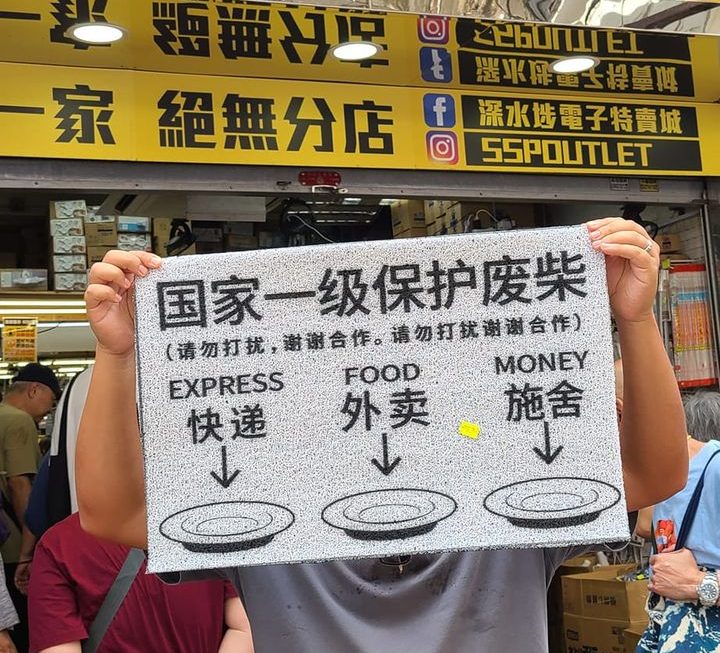 一家 絕無分店
深水埗電子特賣城
SSPOUTLET
国家一级保护废柴
（请勿打扰，谢谢合作。请勿打扰谢谢合作）
EXPRESS FOOD MONEY
快递 外卖 施舍